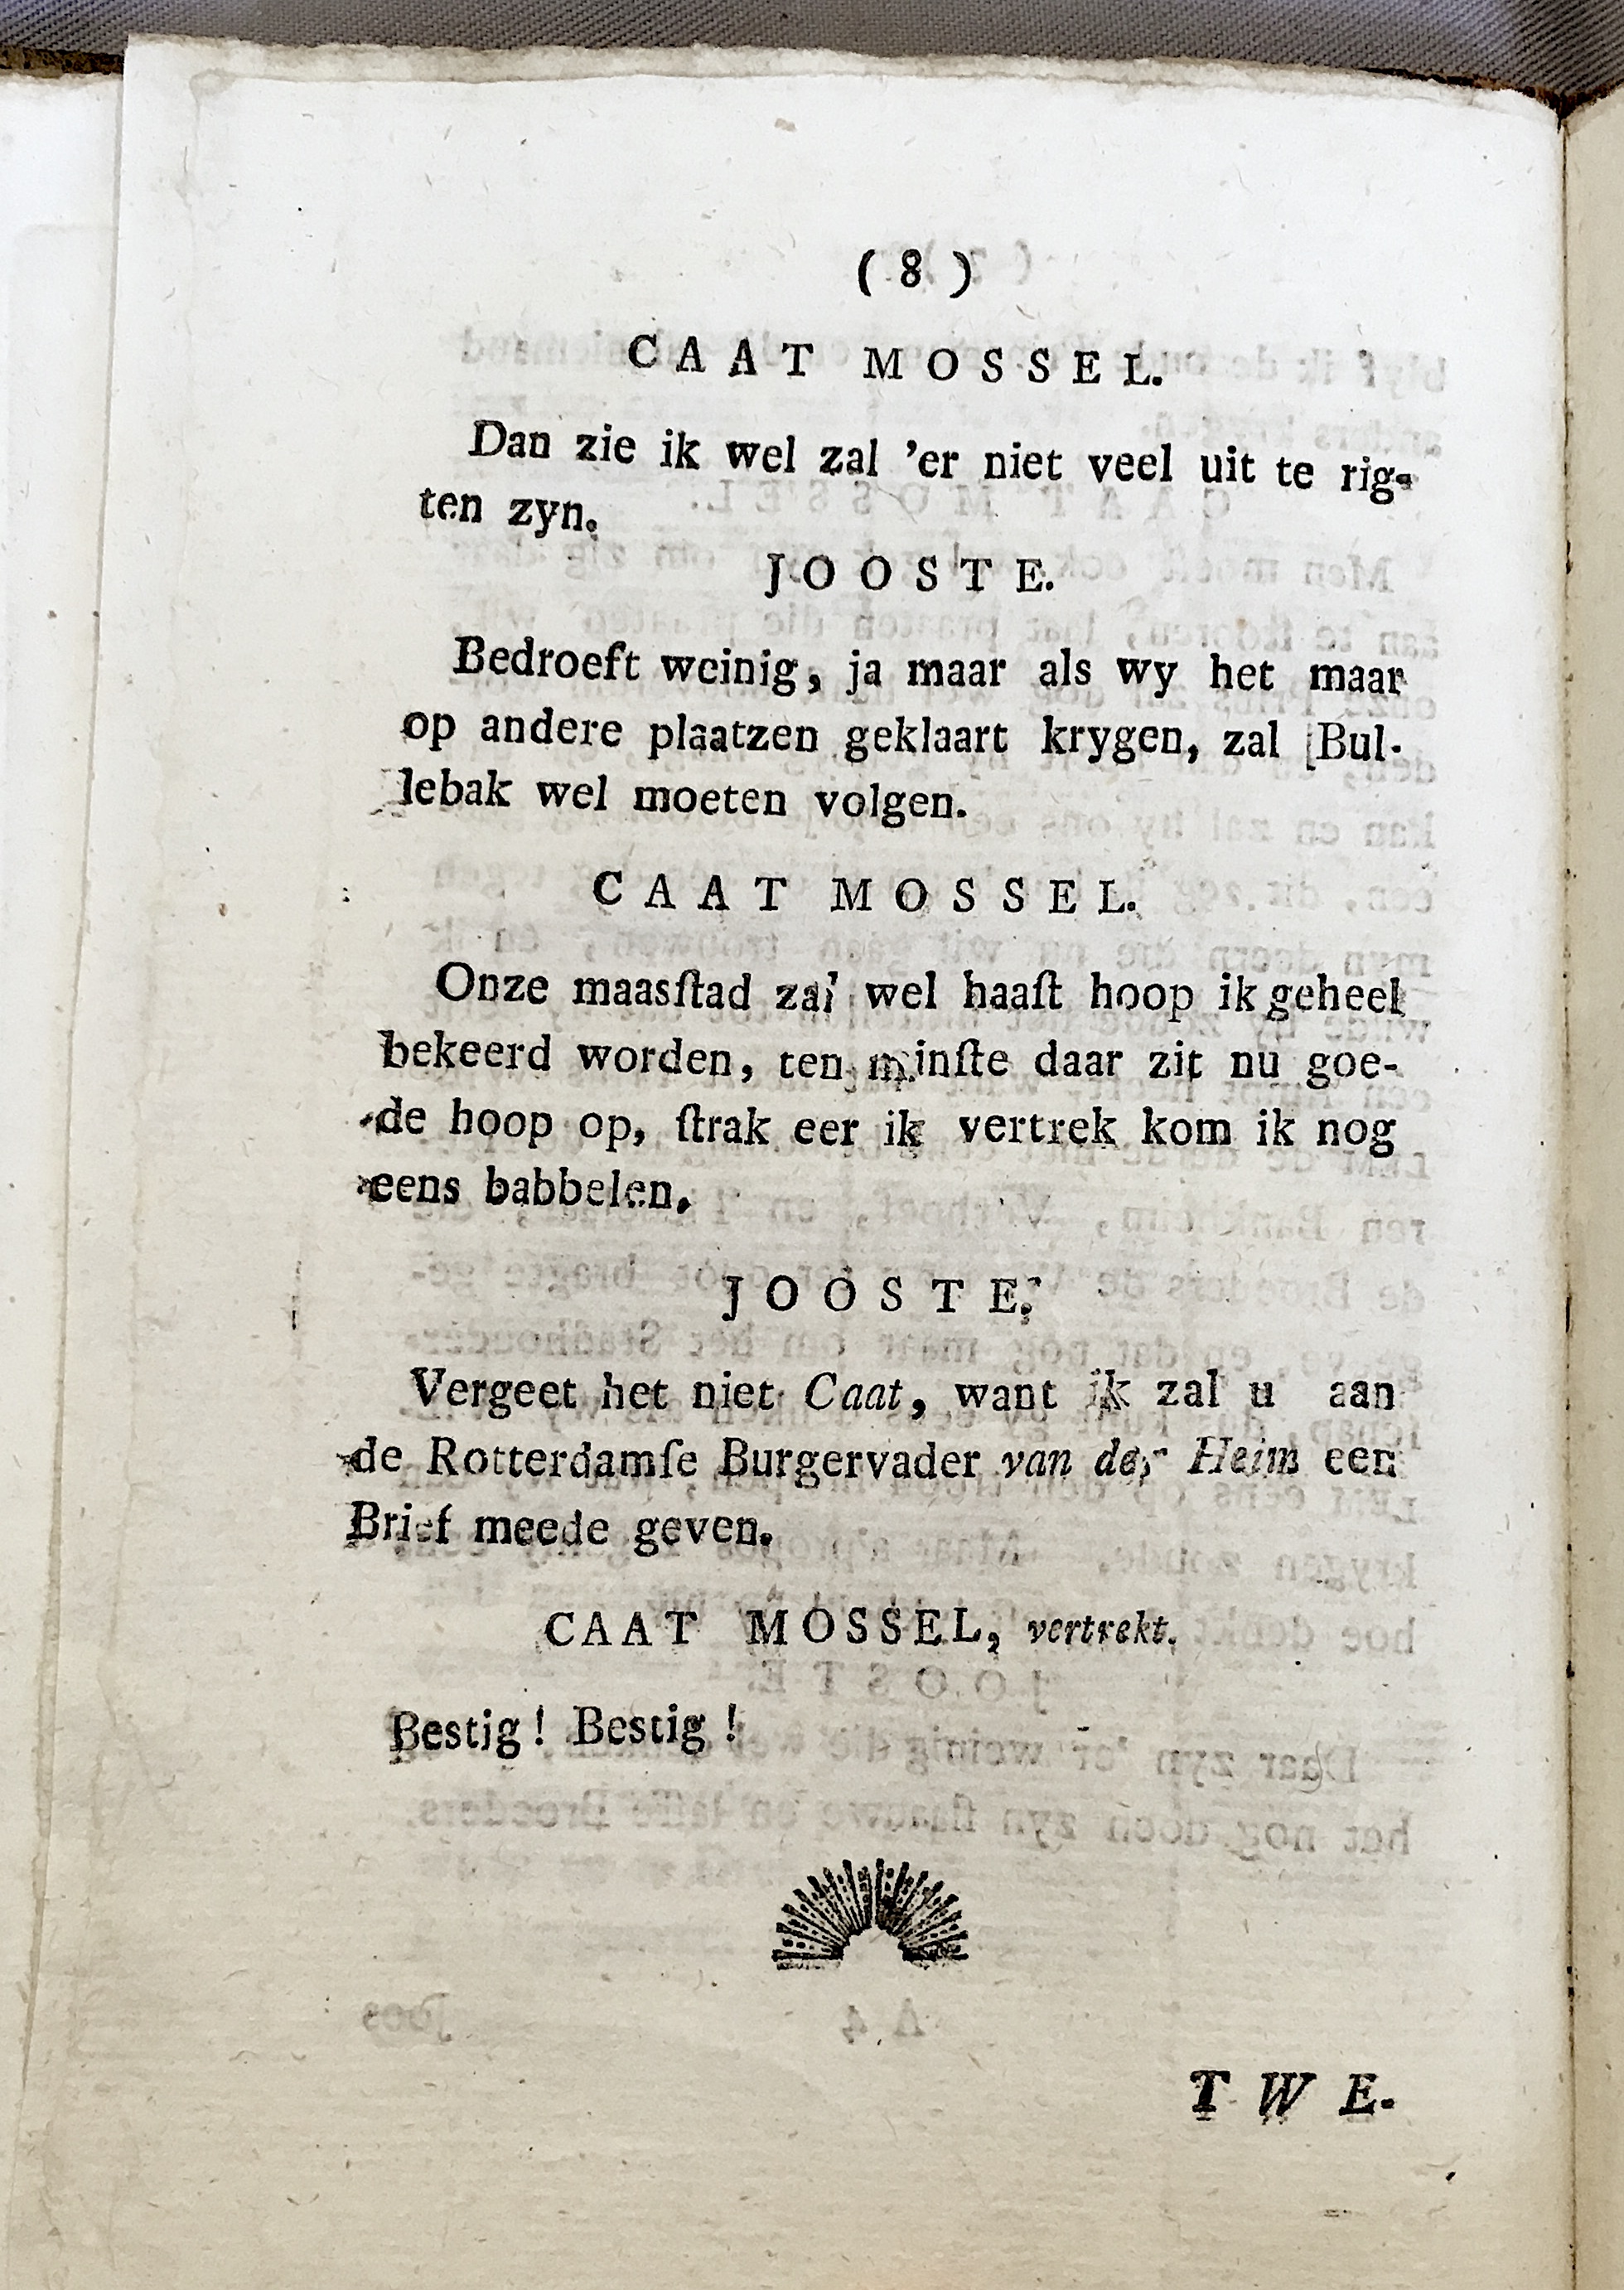 ( 8 )
CAAT MOSSEL.
Dan zie ik wel zal 'er niet veel uit te rig-
ten zyn.
JOOSTE.
Bedroeft weinig, ja maar als wy het maar
op andere plaatzen geklaart krygen, zal [Bul-
lebak wel moeten volgen.
CAAT MOSSEL.
Onze maasſtad zal wel haaſt hoop ik geheel
bekeerd worden, ten minſte daar zit nu goe-
de hoop op, ſtrak eer ik vertrek kom ik nog
eens babbelen.
JOOSTE.
Vergeet het niet Caat, want ik zal u aan
de Rotterdamſe Burgervader van der Heim een
Brief meede geven.
CAAT MOSSEL, vertrekt.
Bestig! Bestig!
TWE-